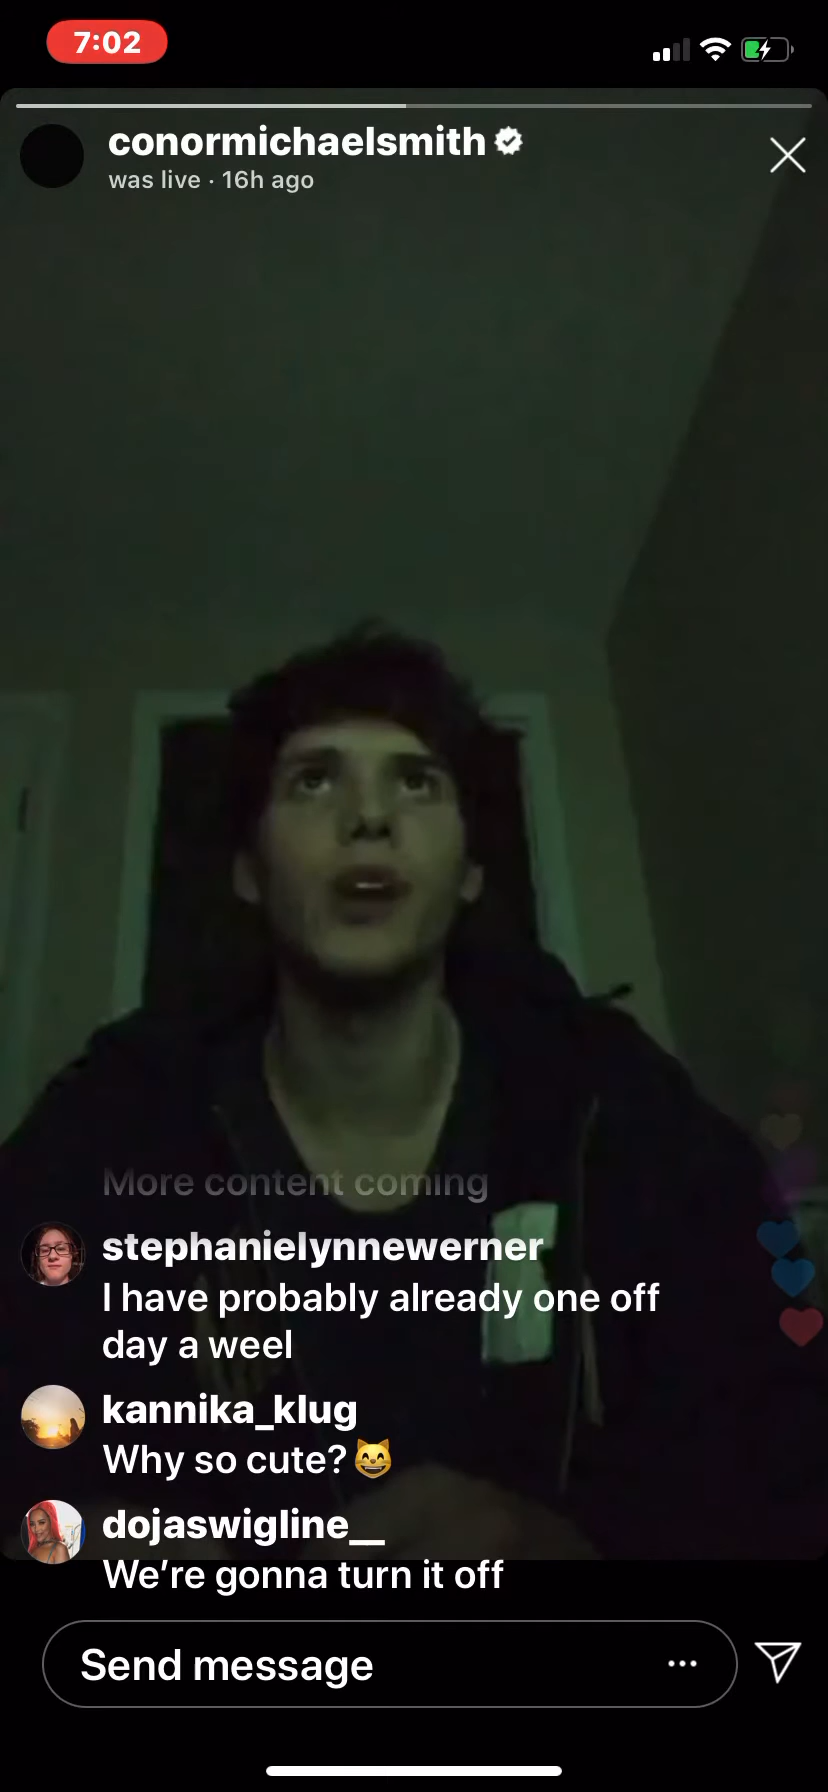 7:02
conormichaelsmith
was live · 16h ago
More content coming
stephanielynnewerner
I have probably already one off
day a weel
kannika_klug
Why so cute?😸
dojaswigline__
We’re gonna turn it off
Send message